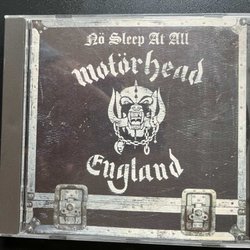 Nö Sleep At All
Motörhead
England